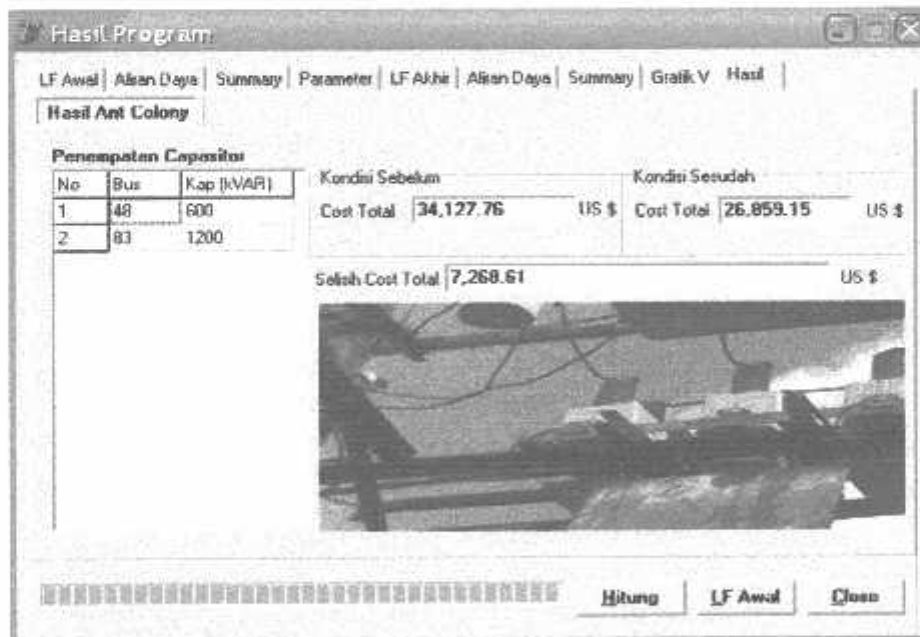 Hasil Program
LF Awal Aliran Daya Summary Parameter LF Akhir Aliran Daya Summary Grafik V Hasil
Hasil Ant Colony
Penempatan Capasitor
No Bus Kap (kVAR)
1 48 600
2 83 1200
Kondisi Sebelum
Cost Total 34,127.76 US $
Kondisi Sesudah
Cost Total 26,859.15 US $
Selisih Cost Total 7,268.61 US $
Hitung LF Awal Close